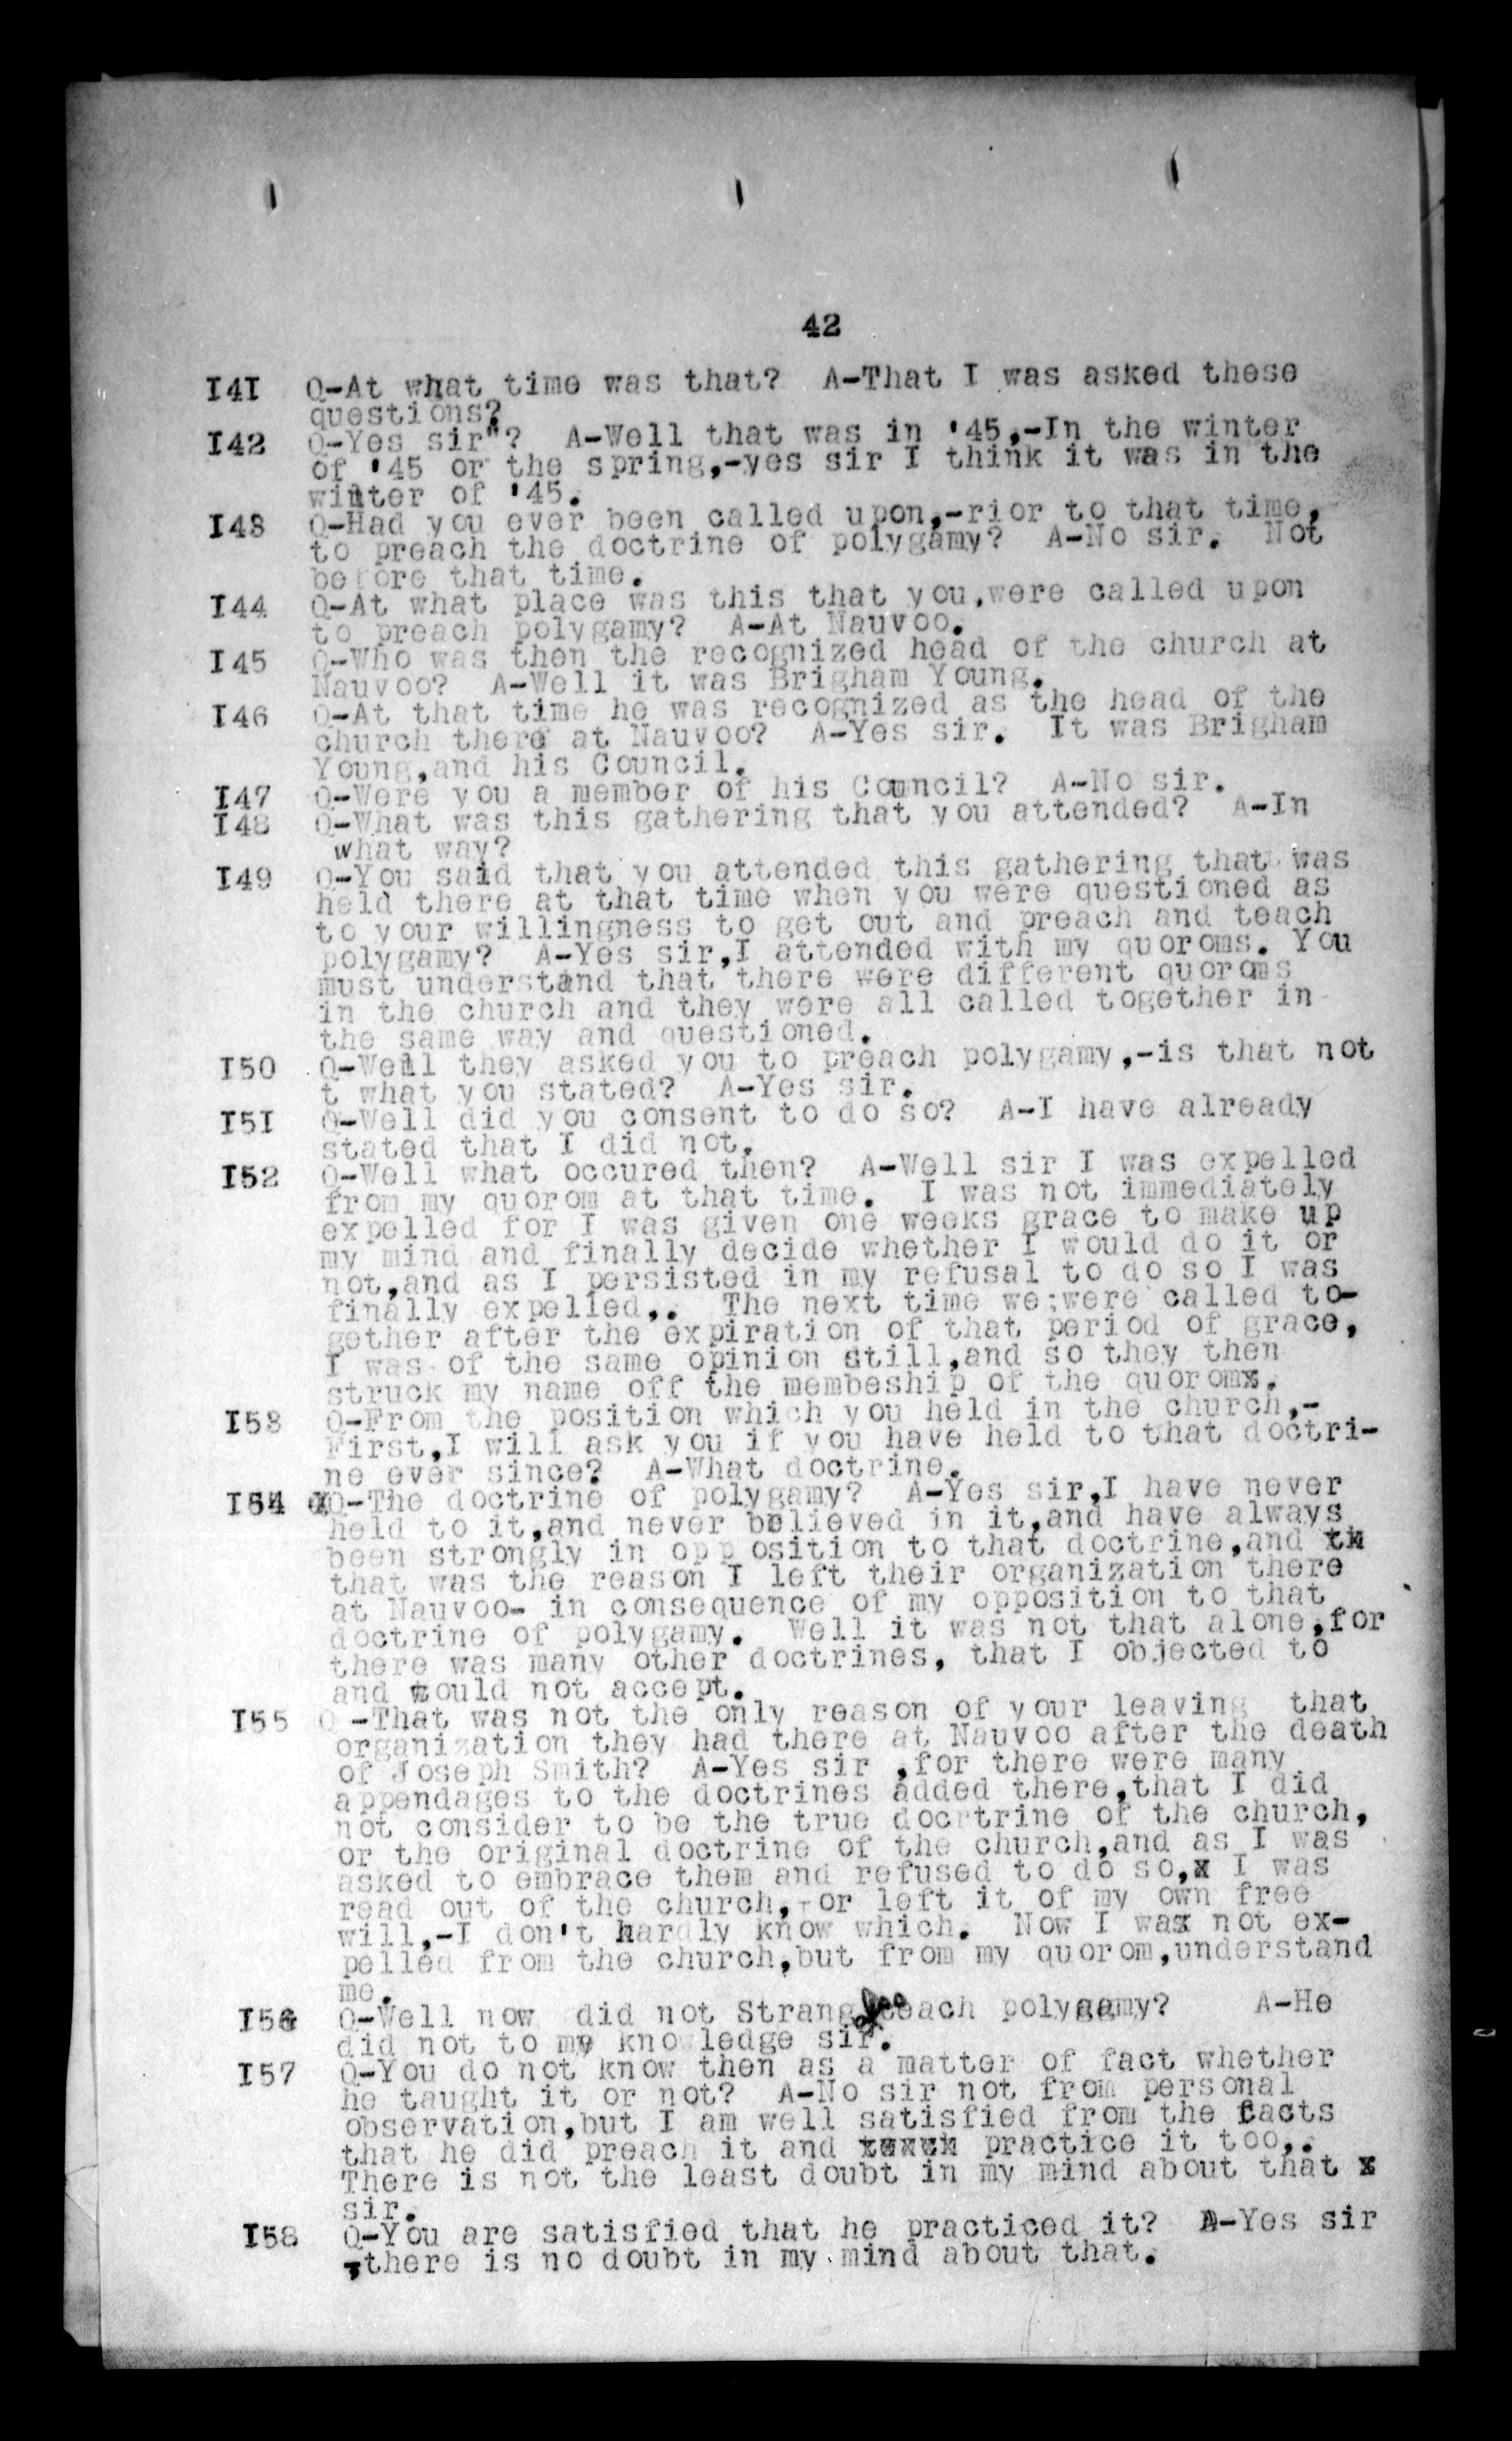 42
I4I Q-At what time was that? A-That I was asked these
questions?
I42 Q-Yes sir"? A-Well that was in '45,-In the winter
of '45 or the spring,-yes sir I think it was in the
winter of '45.
I43 Q-Had you ever been called upon,-rior to that time,
to preach the doctrine of polygamy? A-No sir. Not
before that time.
I44 Q-At what place was this that you,were called upon
to preach polygamy? A-At Nauvoo.
I45 Q-Who was then the recognized head of the church at
Nauvoo? A-Well it was Brigham Young.
I46 Q-At that time he was recognized as the head of the
church there at Nauvoo? A-Yes sir. It was Brigham
Young,and his Council.
I47 Q-Were you a member of his Council? A-No sir.
I48 Q-What was this gathering that you attended? A-In
what way?
I49 Q-You said that you attended this gathering that was
held there at that time when you were questioned as
to your willingness to get out and preach and teach
polygamy? A-Yes sir,I attended with my quoroms. You
must understand that there were different quoroms
in the church and they were all called together in
the same way and questioned.
I50 Q-Well they asked you to preach polygamy,-is that not
t what you stated? A-Yes sir.
I5I Q-Well did you consent to do so? A-I have already
stated that I did not.
I52 Q-Well what occured then? A-Well sir I was expelled
from my quorom at that time. I was not immediately
expelled for I was given one weeks grace to make up
my mind and finally decide whether I would do it or
not,and as I persisted in my refusal to do so I was
finally expelled,. The next time we;were called to-
gether after the expiration of that period of grace,
I was of the same opinion still,and so they then
struck my name off the membeship of the quoromx.
I53 Q-From the position which you held in the church,-
First,I will ask you if you have held to that doctri-
ne ever since? A-What doctrine.
I54 Q-The doctrine of polygamy? A-Yes sir,I have never
held to it,and never believed in it,and have always
been strongly in opp osition to that doctrine,and
that was the reason I left their organization there
at Nauvoo- in consequence of my opposition to that
doctrine of polygamy. Well it was not that alone,for
there was many other doctrines, that I objected to
and would not accept.
I55 Q -That was not the only reason of your leaving that
organization they had there at Nauvoo after the death
of Joseph Smith? A-Yes sir ,for there were many
appendages to the doctrines added there,that I did
not consider to be the true docrtrine of the church,
or the original doctrine of the church,and as I was
asked to embrace them and refused to do so,x I was
read out of the church,-or left it of my own free
will,-I don't hardly know which. Now I wasx not ex-
pelled from the church,but from my quorom,understand
me.
I56 Q-Well now did not Strang teach polygamy? A-He
did not to my knowledge sir.
I57 Q-You do not know then as a matter of fact whether
he taught it or not? A-No sir not from personal
observation,but I am well satisfied from the facts
that he did preach it and practice it too,.
There is not the least doubt in my mind about that x
sir.
I58 Q-You are satisfied that he practiced it? A-Yes sir
,there is no doubt in my mind about that.